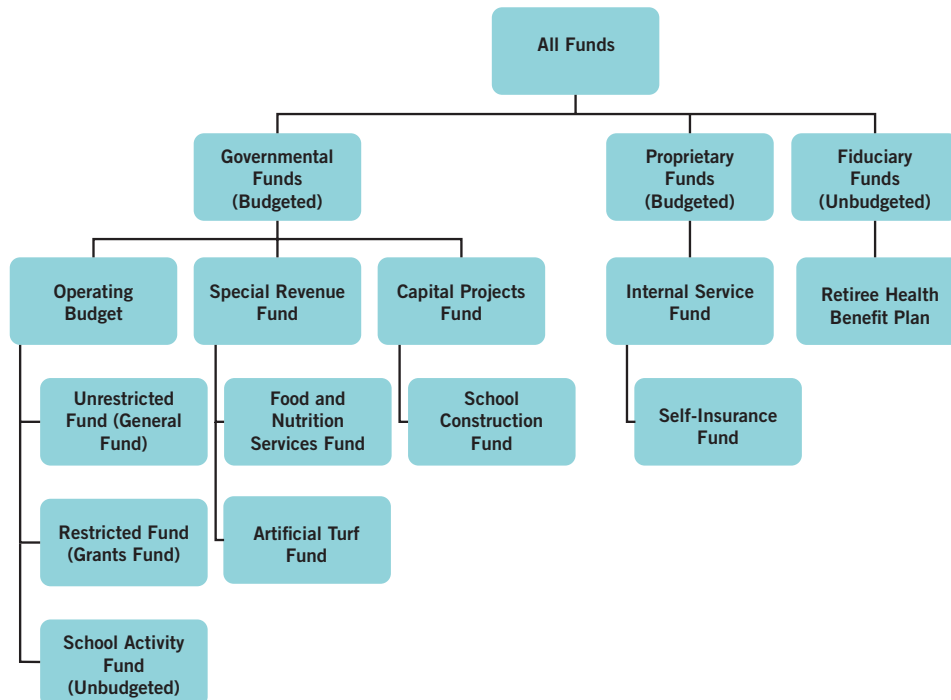 All Funds
Governmental
Funds
(Budgeted)
Proprietary
Funds
(Budgeted)
Fiduciary
Funds
(Unbudgeted)
Operating
Budget
Special Revenue
Fund
Capital Projects
Fund
Internal Service
Fund
Retiree Health
Benefit Plan
Unrestricted
Fund (General
Fund)
Food and
Nutrition
Services Fund
School
Construction
Fund
Self-Insurance
Fund
Restricted Fund
(Grants Fund)
Artificial Turf
Fund
School Activity
Fund
(Unbudgeted)